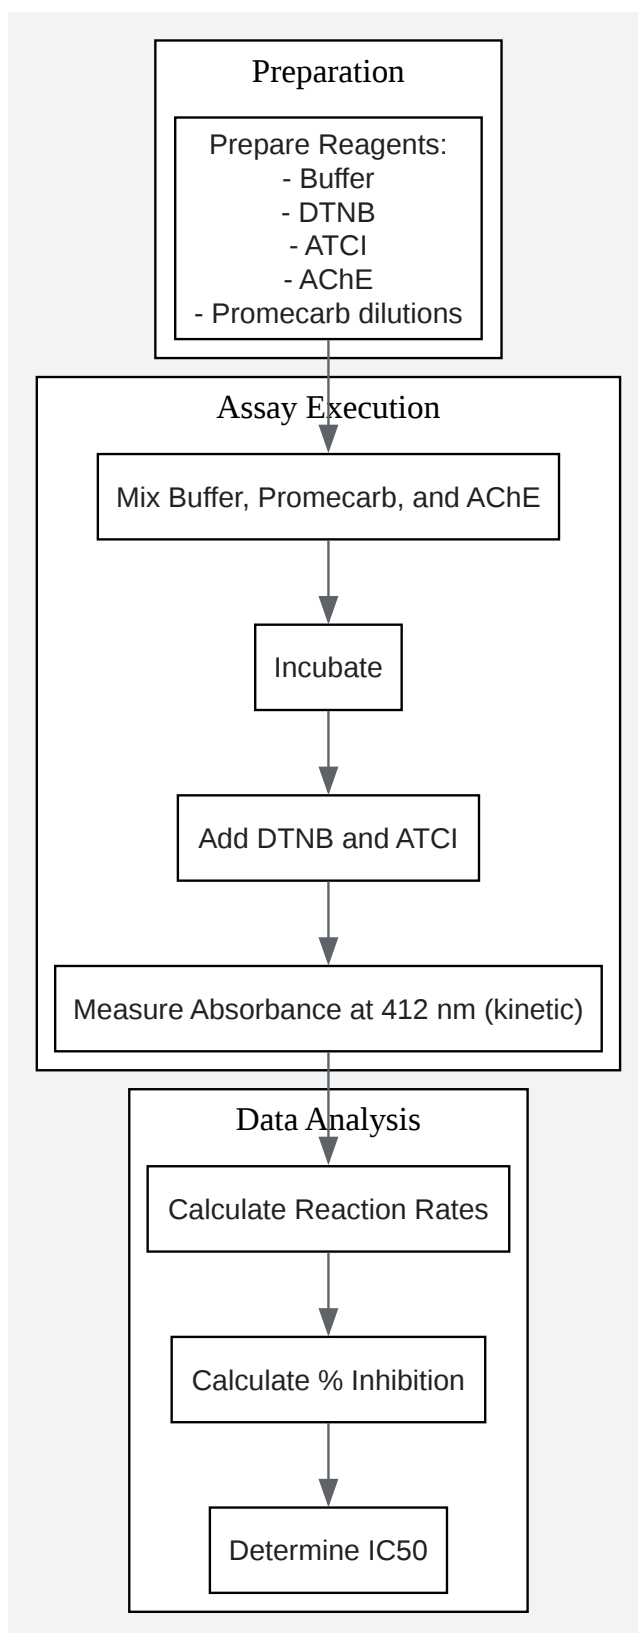 Preparation
Prepare Reagents:
- Buffer
- DTNB
- ATCI
- AChE
- Promecarb dilutions
Assay Execution
Mix Buffer, Promecarb, and AChE
Incubate
Add DTNB and ATCI
Measure Absorbance at 412 nm (kinetic)
Data Analysis
Calculate Reaction Rates
Calculate % Inhibition
Determine IC50